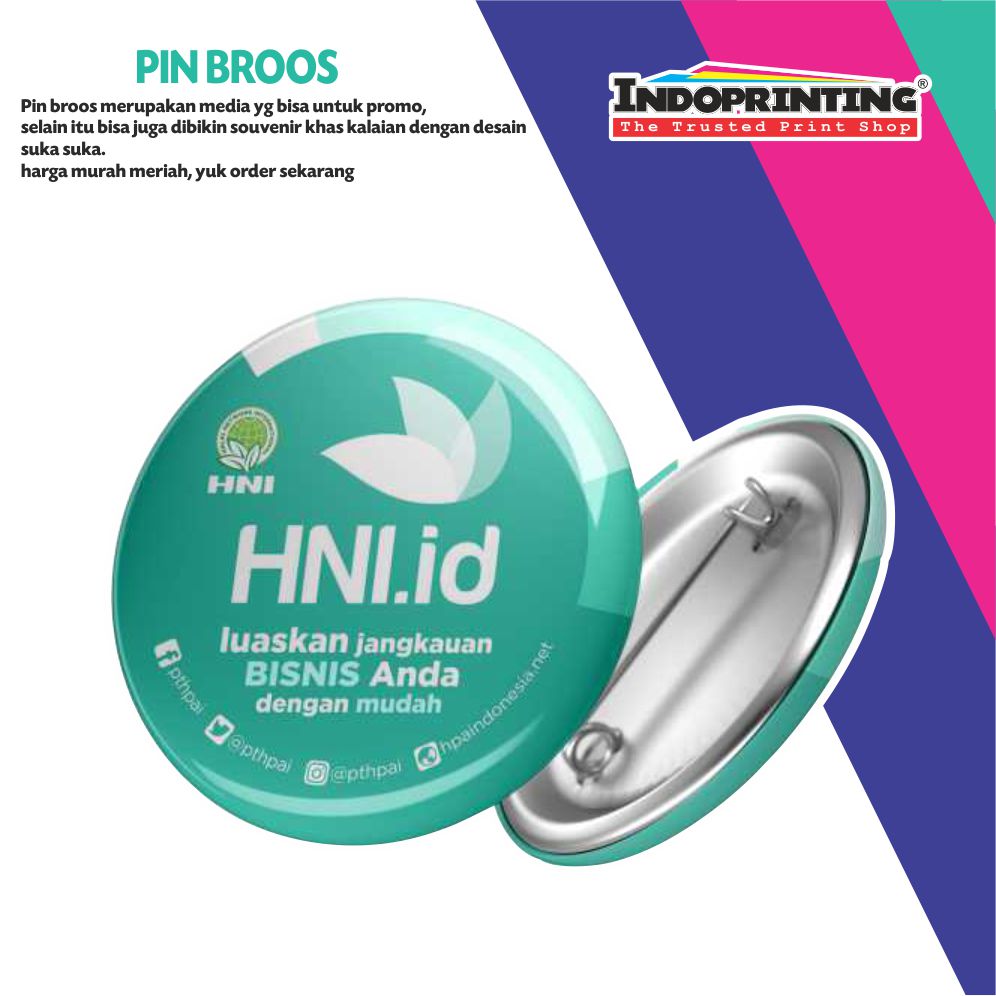 PIN BROOS
Pin broos merupakan media yg bisa untuk promo,
selain itu bisa juga dibikin souvenir khas kalaian dengan desain
suka suka.
harga murah meriah, yuk order sekarang
INDOPRINTING®
The Trusted Print Shop
HNI
HNI.id
luaskan jangkauan
BISNIS Anda
dengan mudah
pthpai
@pthpai
@pthpai
hpaindonesia.net